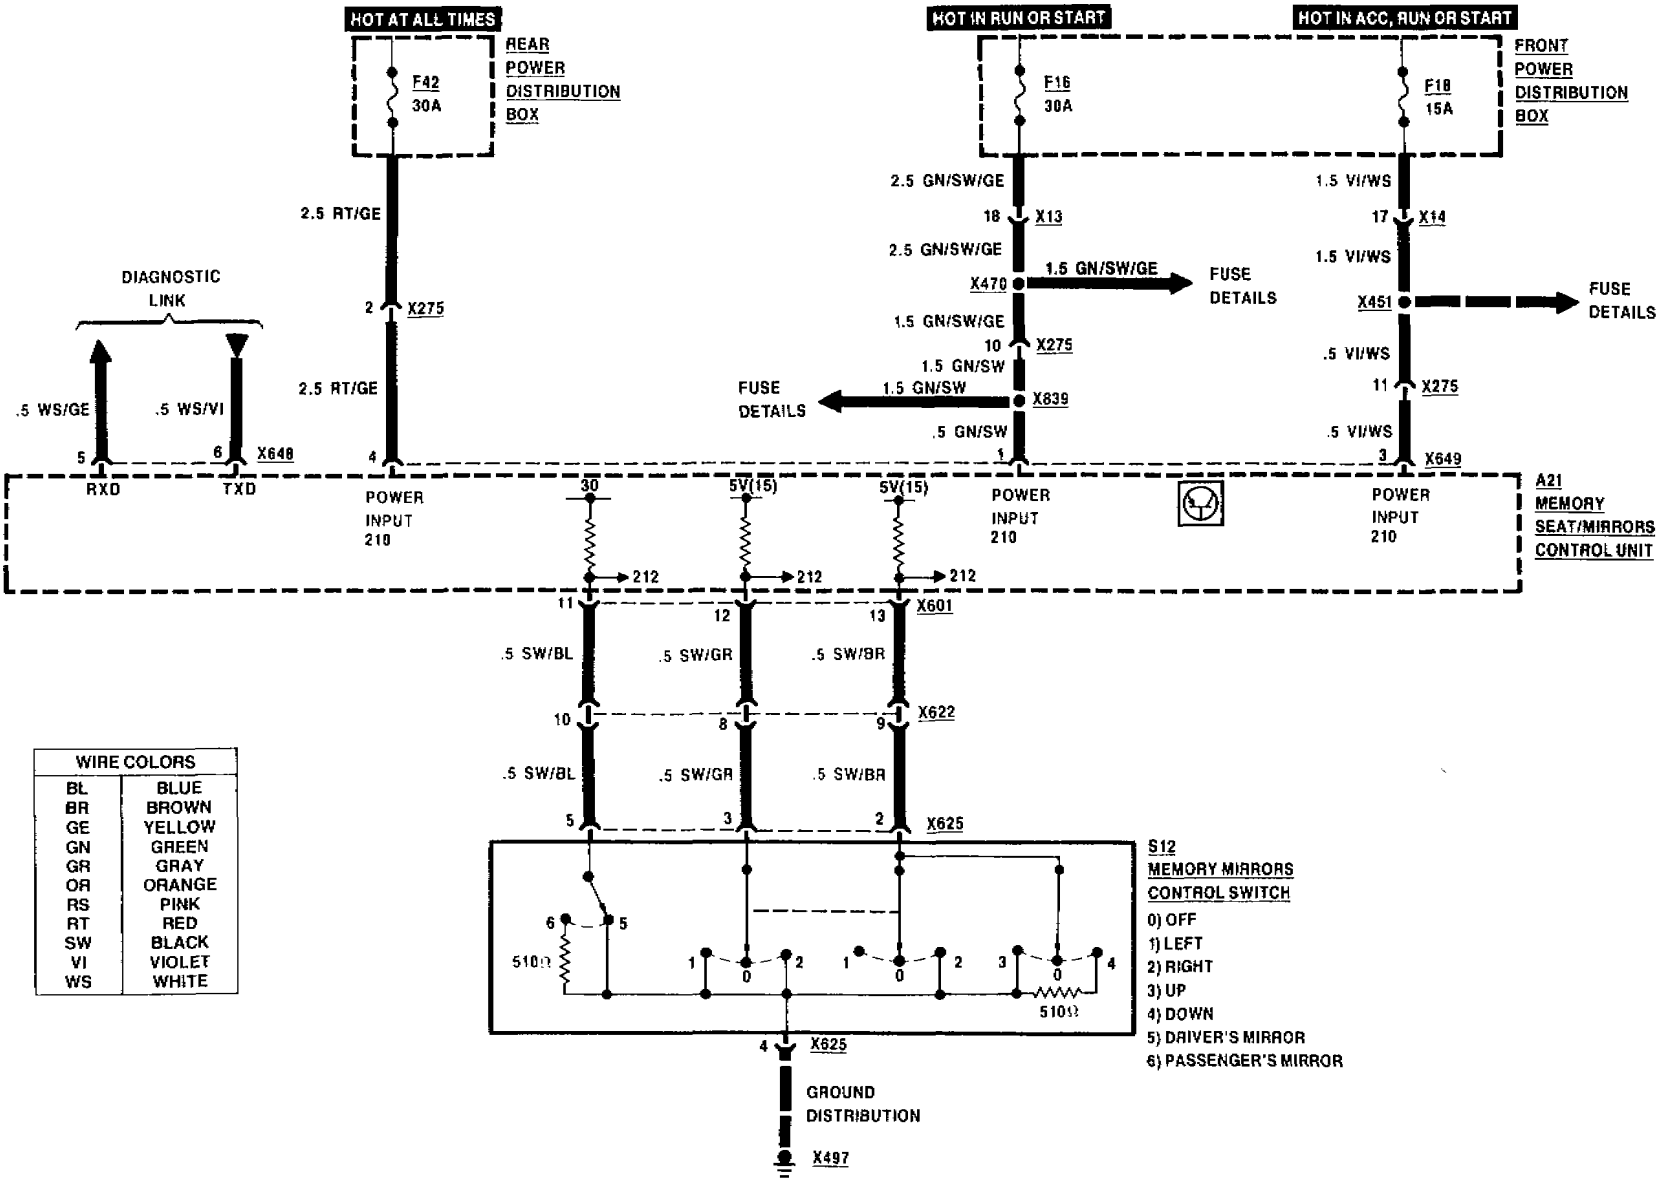 HOT AT ALL TIMES
HOT IN RUN OR START
HOT IN ACC, RUN OR START
REAR
POWER
DISTRIBUTION
BOX
F42
30A
F16
30A
F18
15A
FRONT
POWER
DISTRIBUTION
BOX
2.5 RT/GE
2 X275
2.5 RT/GE
2.5 GN/SW/GE
18 X13
2.5 GN/SW/GE
X470
1.5 GN/SW/GE
FUSE
DETAILS
1.5 GN/SW/GE
10 X275
1.5 GN/SW
FUSE
DETAILS
1.5 GN/SW
X839
.5 GN/SW
1.5 VI/WS
17 X14
1.5 VI/WS
X451
FUSE
DETAILS
.5 VI/WS
11 X275
.5 VI/WS
DIAGNOSTIC
LINK
.5 WS/GE
.5 WS/VI
5
6 X648
4
1
3 X649
RXD
TXD
POWER
INPUT
210
30
5V(15)
5V(15)
POWER
INPUT
210
POWER
INPUT
210
A21
MEMORY
SEAT/MIRRORS
CONTROL UNIT
212
212
212
11
12
13
X601
.5 SW/BL
.5 SW/GR
.5 SW/BR
10
8
9
X622
.5 SW/BL
.5 SW/GR
.5 SW/BR
5
3
2
X625
WIRE COLORS
BL BLUE
BR BROWN
GE YELLOW
GN GREEN
GR GRAY
OR ORANGE
RS PINK
RT RED
SW BLACK
VI VIOLET
WS WHITE
S12
MEMORY MIRRORS
CONTROL SWITCH
0) OFF
1) LEFT
2) RIGHT
3) UP
4) DOWN
5) DRIVER'S MIRROR
6) PASSENGER'S MIRROR
6 5
510Ω
1 0 2
1 0 2
3 0 4
510Ω
4 X625
GROUND
DISTRIBUTION
X497